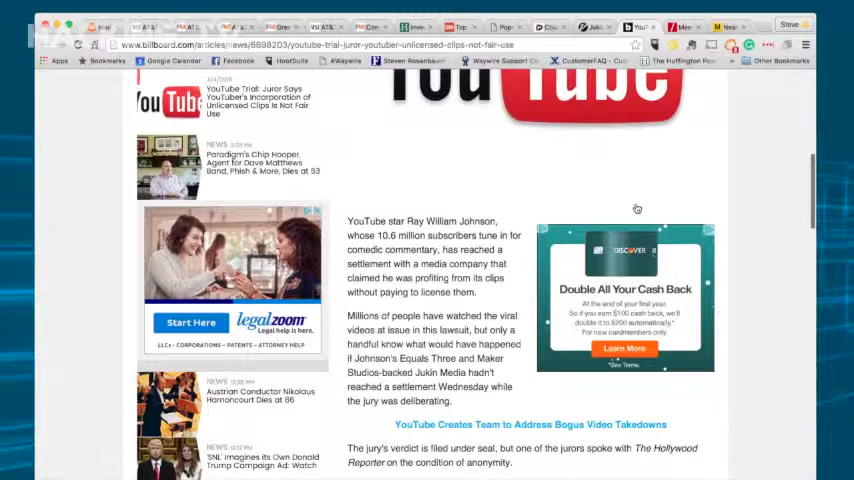 Steve
www.billboard.com/articles/news/6898203/youtube-trial-juror-youtuber-unlicensed-clips-not-fair-use
Apps
Bookmarks
Google Calendar
Facebook
HootSuite
#Waywire
Steven Rosenbaum
Waywire Support C
CustomerFAQ - Cu
The Huffington Po
Other Bookmarks
You Tube
3/4/2016
YouTube Trial: Juror Says
YouTuber's Incorporation of
Unlicensed Clips Is Not Fair
Use
NEWS
Paradigm's Chip Hooper,
Agent for Dave Matthews
Band, Phish & More, Dies at 53
Start Here
legalzoom
Legal help is here.
LLCs • CORPORATIONS • PATENTS • ATTORNEY HELP
NEWS
Austrian Conductor Nikolaus
Harnoncourt Dies at 86
NEWS
'SNL' Imagines its Own Donald
Trump Campaign Ad: Watch
You Tube
YouTube star Ray William Johnson,
whose 10.6 million subscribers tune in for
comedic commentary, has reached a
settlement with a media company that
claimed he was profiting from its clips
without paying to license them.
Millions of people have watched the viral
videos at issue in this lawsuit, but only a
handful know what would have happened
if Johnson's Equals Three and Maker
Studios-backed Jukin Media hadn't
reached a settlement Wednesday while
the jury was deliberating.
DISCOVER
Double All Your Cash Back
At the end of your first year.
So if you earn $100 cash back, we'll
double it to $200 automatically.*
For new cardmembers only.
Learn More
*See Terms.
YouTube Creates Team to Address Bogus Video Takedowns
The jury's verdict is filed under seal, but one of the jurors spoke with The Hollywood
Reporter on the condition of anonymity.